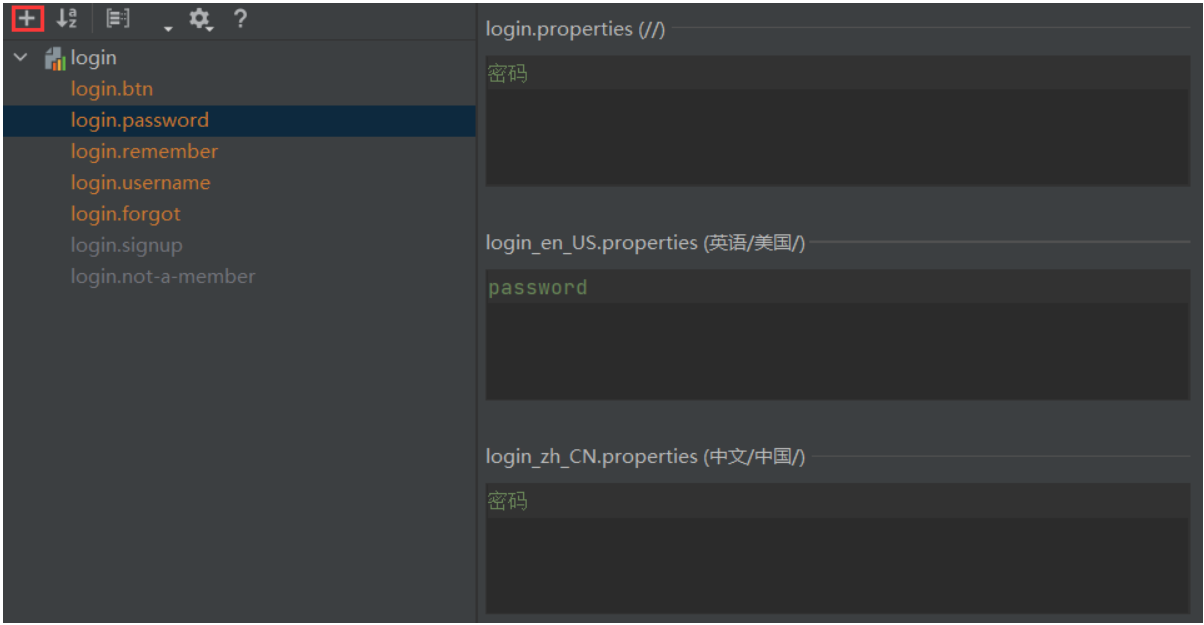 login
login.btn
login.password
login.remember
login.username
login.forgot
login.signup
login.not-a-member
login.properties (//)
密码
login_en_US.properties (英语/美国/)
password
login_zh_CN.properties (中文/中国/)
密码